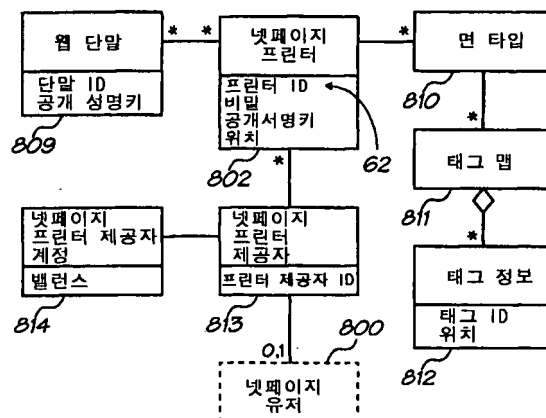 웹 단말
단말 ID
공개 성명키
809
*
*
넷페이지
프린터
프린터 ID
비밀
공개서명키
위치
802
62
*
*
면 타입
810
*
태그 맵
811
*
태그 정보
태그 ID
위치
812
넷페이지
프린터 제공자
계정
밸런스
814
넷페이지
프린터
제공자
프린터 제공자 ID
813
0,1
800
넷페이지
유저